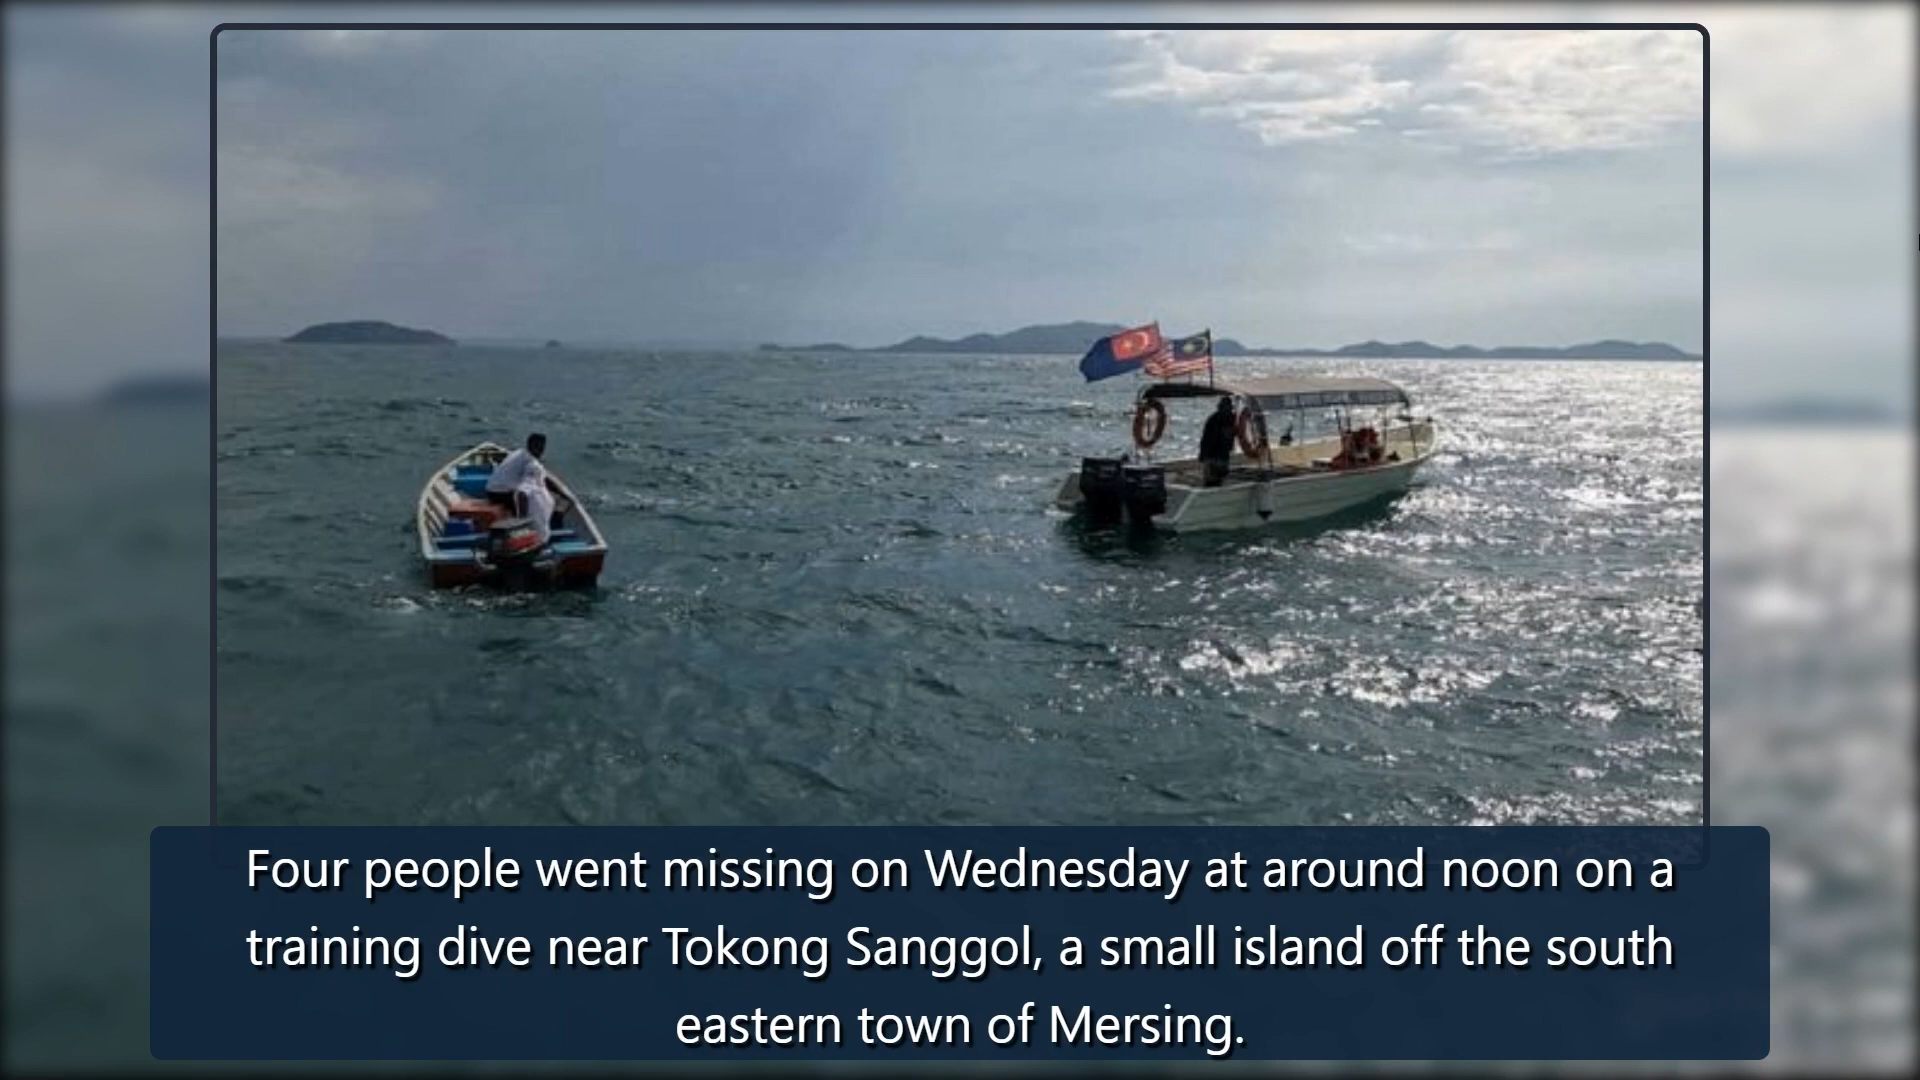 Four people went missing on Wednesday at around noon on a
training dive near Tokong Sanggol, a small island off the south
eastern town of Mersing.